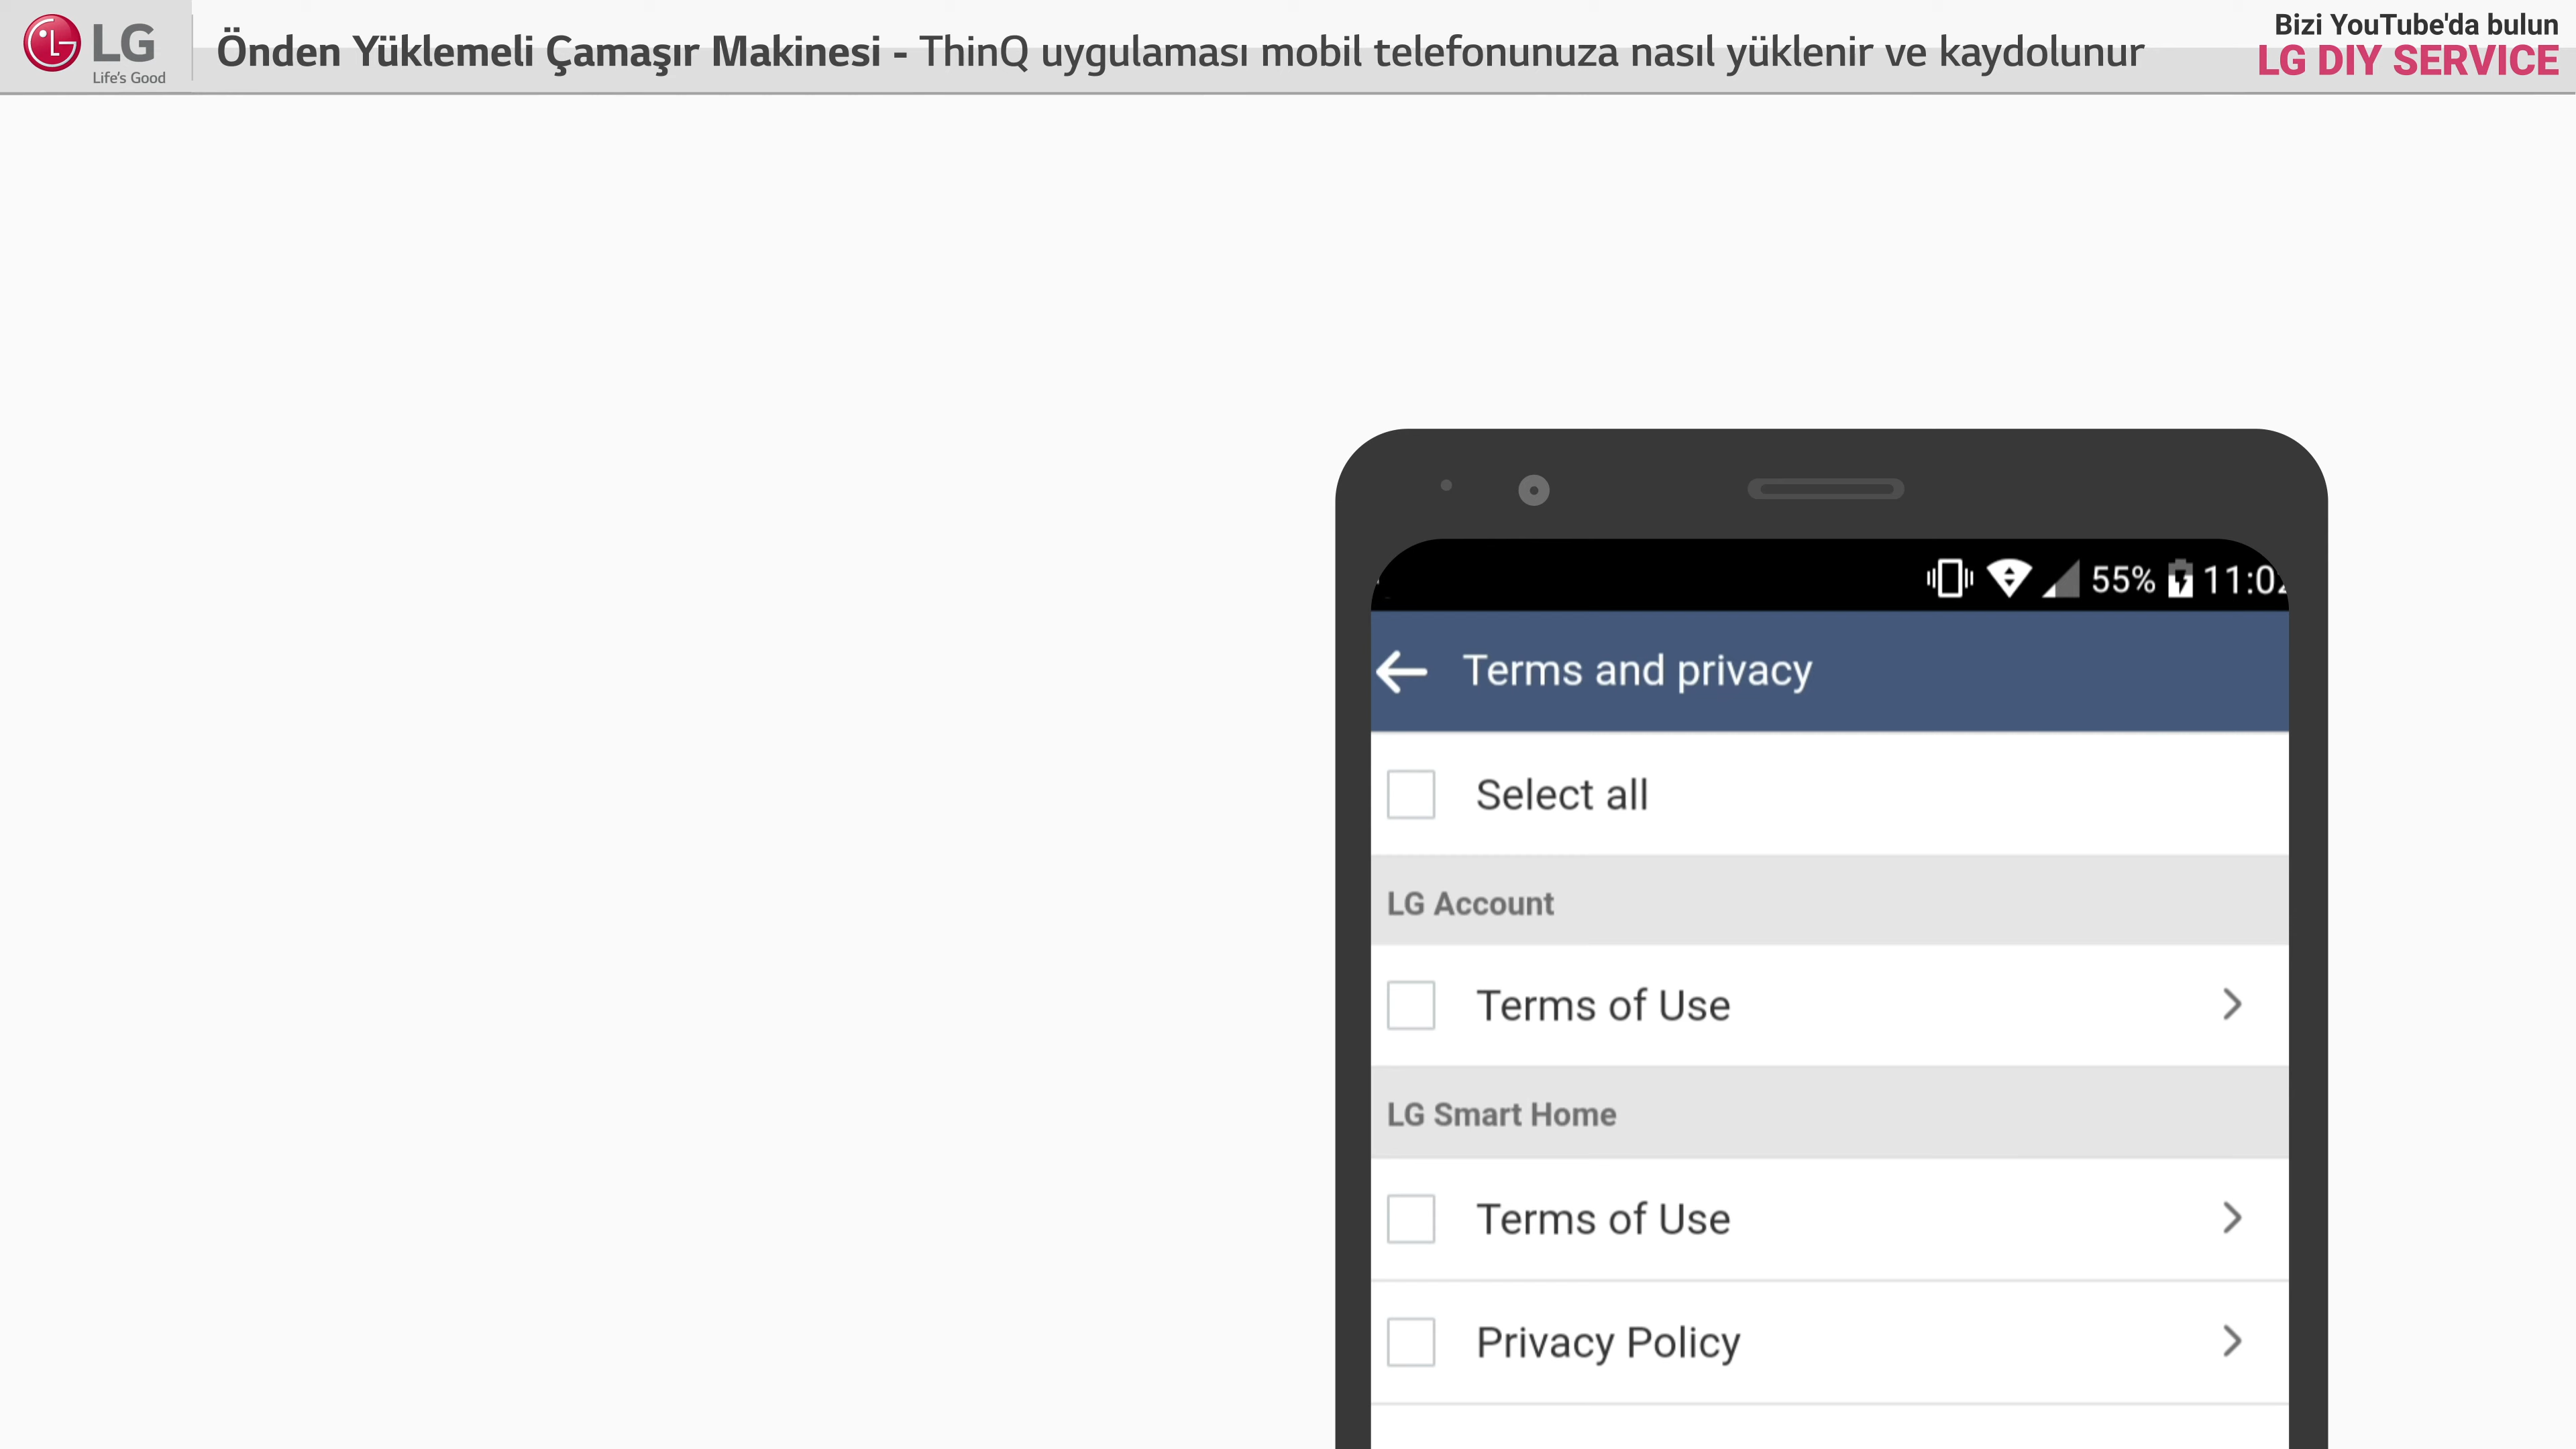 LG
Life's Good
Önden Yüklemeli Çamaşır Makinesi - ThinQ uygulaması mobil telefonunuza nasıl yüklenir ve kaydolunur
Bizi YouTube'da bulun
LG DIY SERVICE
55% 11:02
Terms and privacy
Select all
LG Account
Terms of Use
LG Smart Home
Terms of Use
Privacy Policy